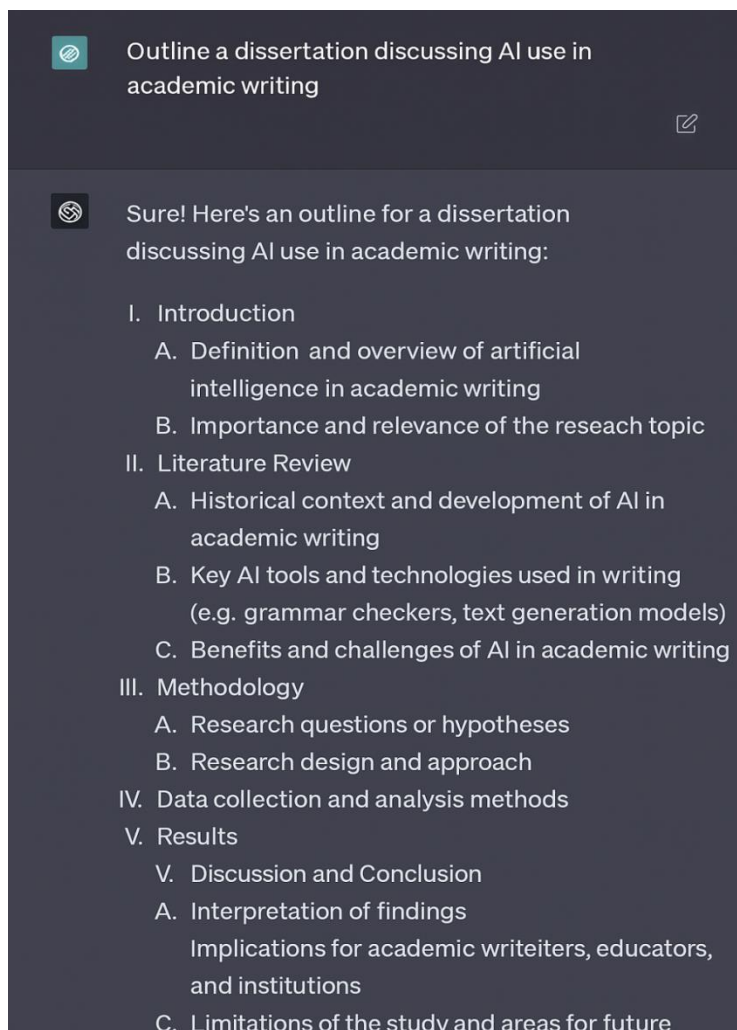 Outline a dissertation discussing AI use in
academic writing
Sure! Here's an outline for a dissertation
discussing AI use in academic writing:
I. Introduction
A. Definition and overview of artificial
intelligence in academic writing
B. Importance and relevance of the reseach topic
II. Literature Review
A. Historical context and development of AI in
academic writing
B. Key AI tools and technologies used in writing
(e.g. grammar checkers, text generation models)
C. Benefits and challenges of AI in academic writing
III. Methodology
A. Research questions or hypotheses
B. Research design and approach
IV. Data collection and analysis methods
V. Results
V. Discussion and Conclusion
A. Interpretation of findings
Implications for academic writeiters, educators,
and institutions
C. Limitations of the study and areas for future